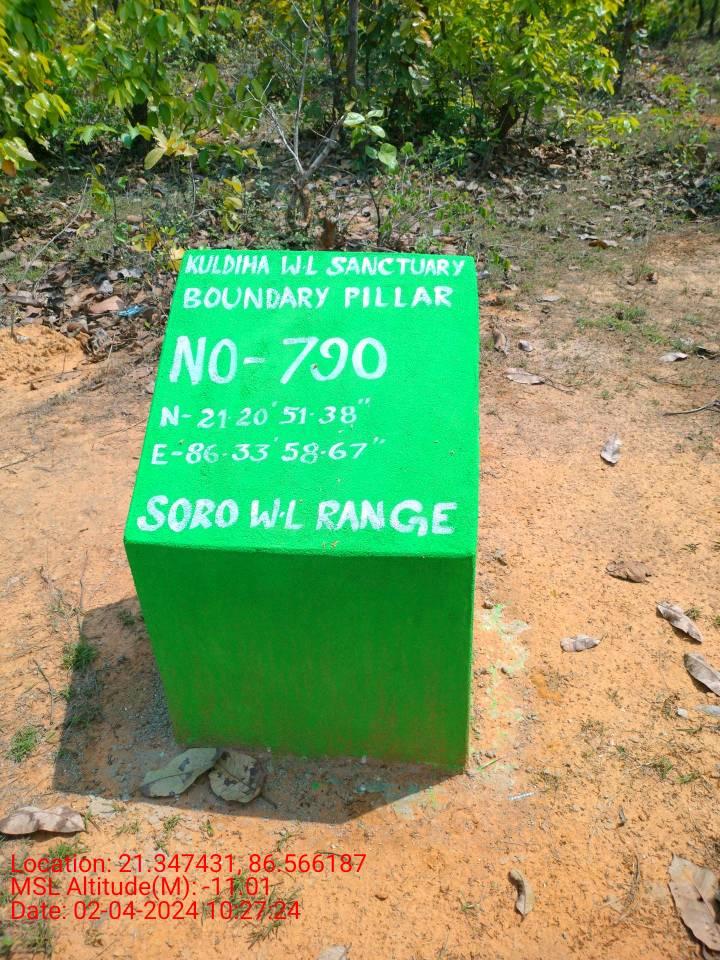 KULDIHA W.L SANCTUARY
BOUNDARY PILLAR
NO-790
N-21.20'51.38"
E-86.33'58.67"
SORO W.L RANGE
Location: 21.347431, 86.566187
MSL Altitude(M): -11.01
Date: 02-04-2024 10:27:24